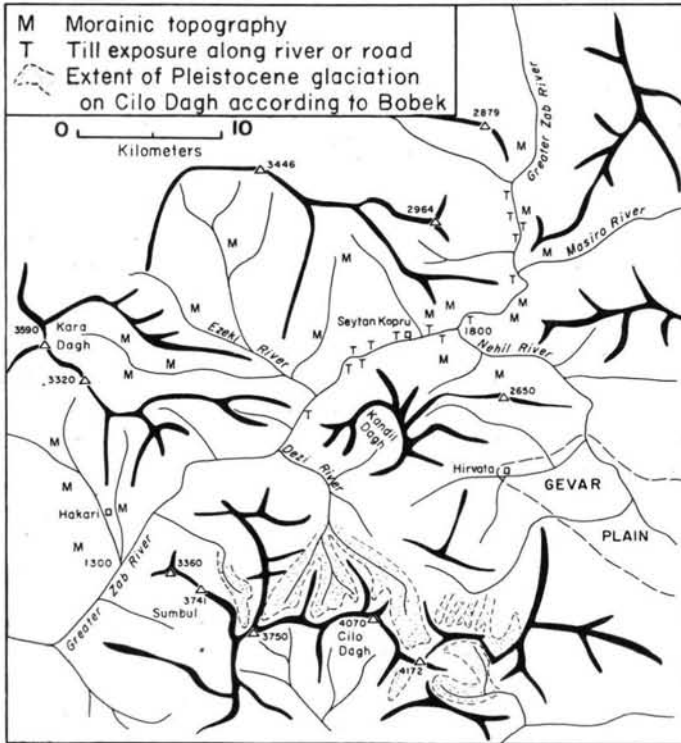 M Morainic topography
T Till exposure along river or road
Extent of Pleistocene glaciation
on Cilo Dagh according to Bobek
0 10
Kilometers
2879
Greater Zab River
M
3446
T
2964
M
T M
T
T
M
Masiro River
M
M
T
M
M
M
M
Ezeki River
Seytan Kopru
M
M
T
1800
M
3590
Kara
Dagh
M
M
T T T
T T
T
T
M
Nehil River
3320
M
M
2650
T
Kandil
Dagh
M
Dezi River
Hirvata
GEVAR
M
Hakari
M
PLAIN
M
1300
Greater Zab River
3360
3741
Sumbul
3750
4070
Cilo
Dagh
4172